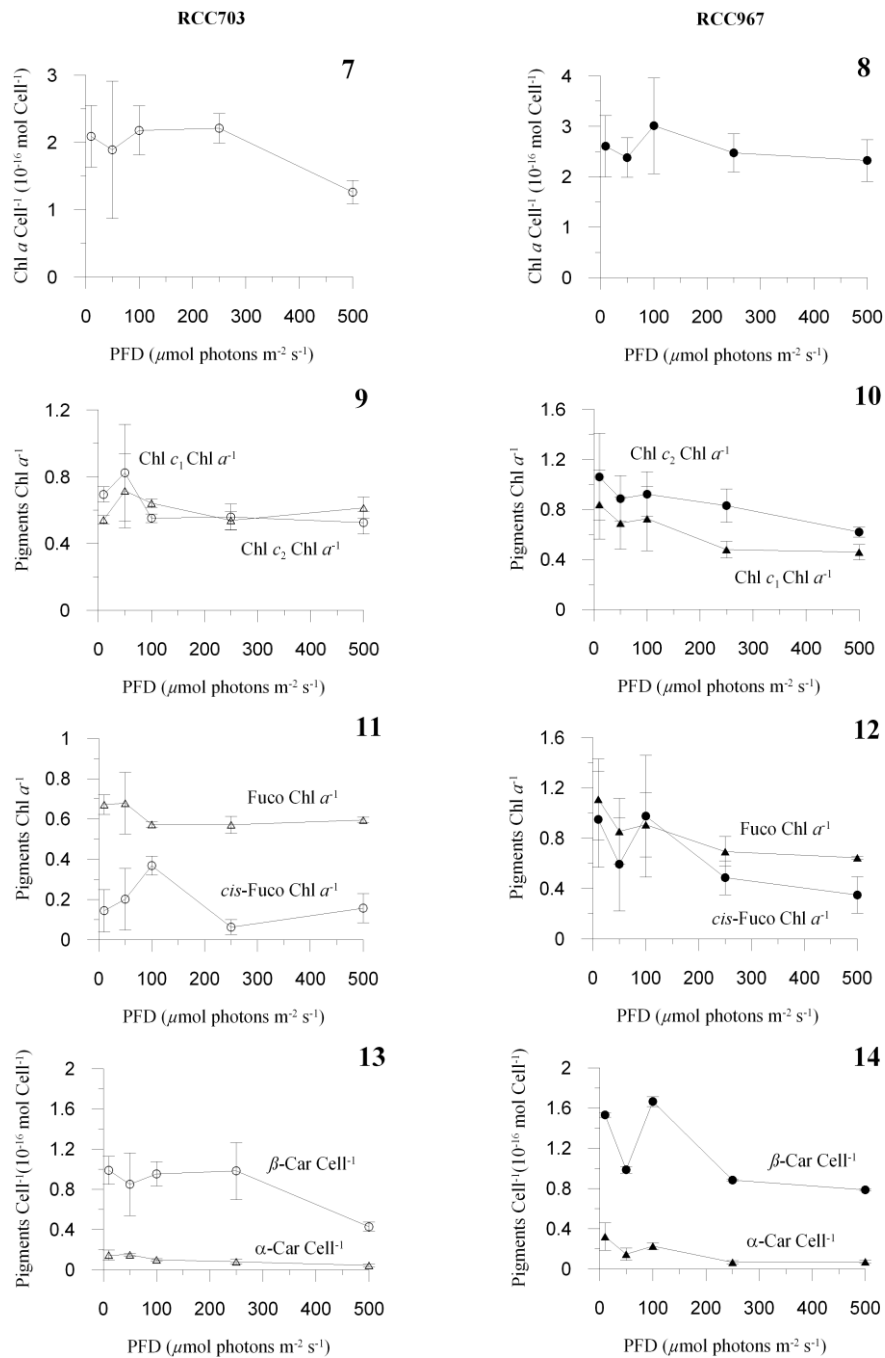 RCC703
RCC967
7
Chl a Cell⁻¹ (10⁻¹⁶ mol Cell⁻¹)
3
2
1
0
0 100 200 300 400 500
PFD (µmol photons m⁻² s⁻¹)
8
Chl a Cell⁻¹ (10⁻¹⁶ mol Cell⁻¹)
4
3
2
1
0
0 100 200 300 400 500
PFD (µmol photons m⁻² s⁻¹)
9
Pigments Chl a⁻¹
1.2
0.8
0.4
0
Chl c₁ Chl a⁻¹
Chl c₂ Chl a⁻¹
0 100 200 300 400 500
PFD (µmol photons m⁻² s⁻¹)
10
Pigments Chl a⁻¹
1.6
1.2
0.8
0.4
0
Chl c₂ Chl a⁻¹
Chl c₁ Chl a⁻¹
0 100 200 300 400 500
PFD (µmol photons m⁻² s⁻¹)
11
Pigments Chl a⁻¹
1
0.8
0.6
0.4
0.2
0
Fuco Chl a⁻¹
cis-Fuco Chl a⁻¹
0 100 200 300 400 500
PFD (µmol photons m⁻² s⁻¹)
12
Pigments Chl a⁻¹
1.6
1.2
0.8
0.4
0
Fuco Chl a⁻¹
cis-Fuco Chl a⁻¹
0 100 200 300 400 500
PFD (µmol photons m⁻² s⁻¹)
13
Pigments Cell⁻¹(10⁻¹⁶ mol Cell⁻¹)
2
1.6
1.2
0.8
0.4
0
β-Car Cell⁻¹
α-Car Cell⁻¹
0 100 200 300 400 500
PFD (µmol photons m⁻² s⁻¹)
14
Pigments Cell⁻¹(10⁻¹⁶ mol Cell⁻¹)
2
1.6
1.2
0.8
0.4
0
β-Car Cell⁻¹
α-Car Cell⁻¹
0 100 200 300 400 500
PFD (µmol photons m⁻² s⁻¹)